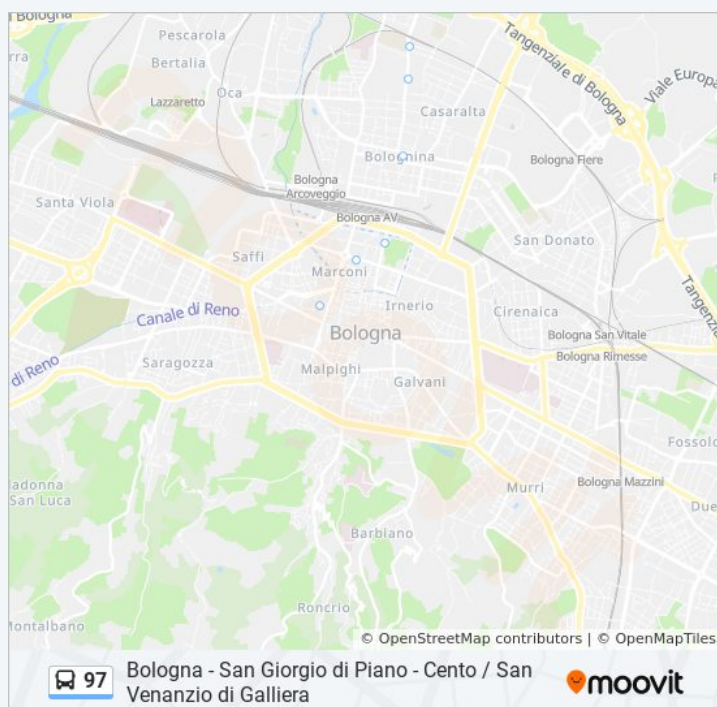 Bologna
Pescarola
Bertalia
Tangenziale di Bologna
Viale Europa
Lazzaretto
Oca
Casaralta
Bolognina
Bologna Fiere
Bologna
Arcoveggio
Santa Viola
Bologna AV
San Donato
Saffi
Marconi
Irnerio
Cirenaica
Canale di Reno
Bologna
Bologna San Vitale
Bologna Rimesse
di Reno
Saragozza
Malpighi
Galvani
Fossolo
San Luca
Murri
Bologna Mazzini
Due
Barbiano
Roncrio
Montalbano
© OpenStreetMap contributors | © OpenMapTiles
97
Bologna - San Giorgio di Piano - Cento / San
Venanzio di Galliera
moovit